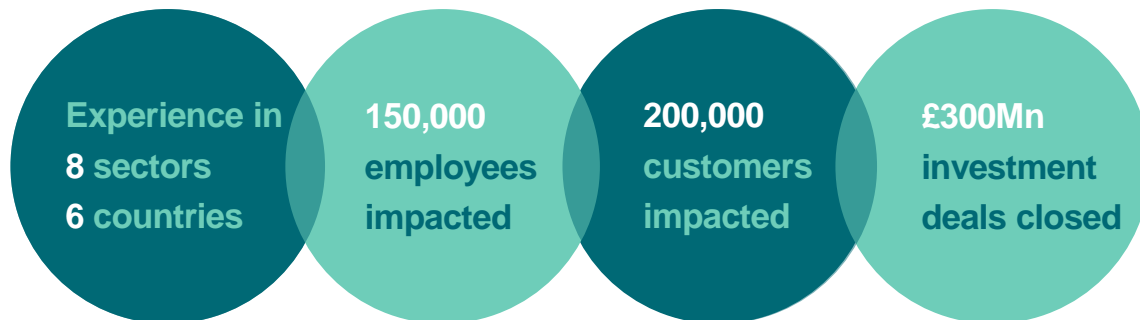 Experience in
8 sectors
6 countries
150,000
employees
impacted
200,000
customers
impacted
£300Mn
investment
deals closed